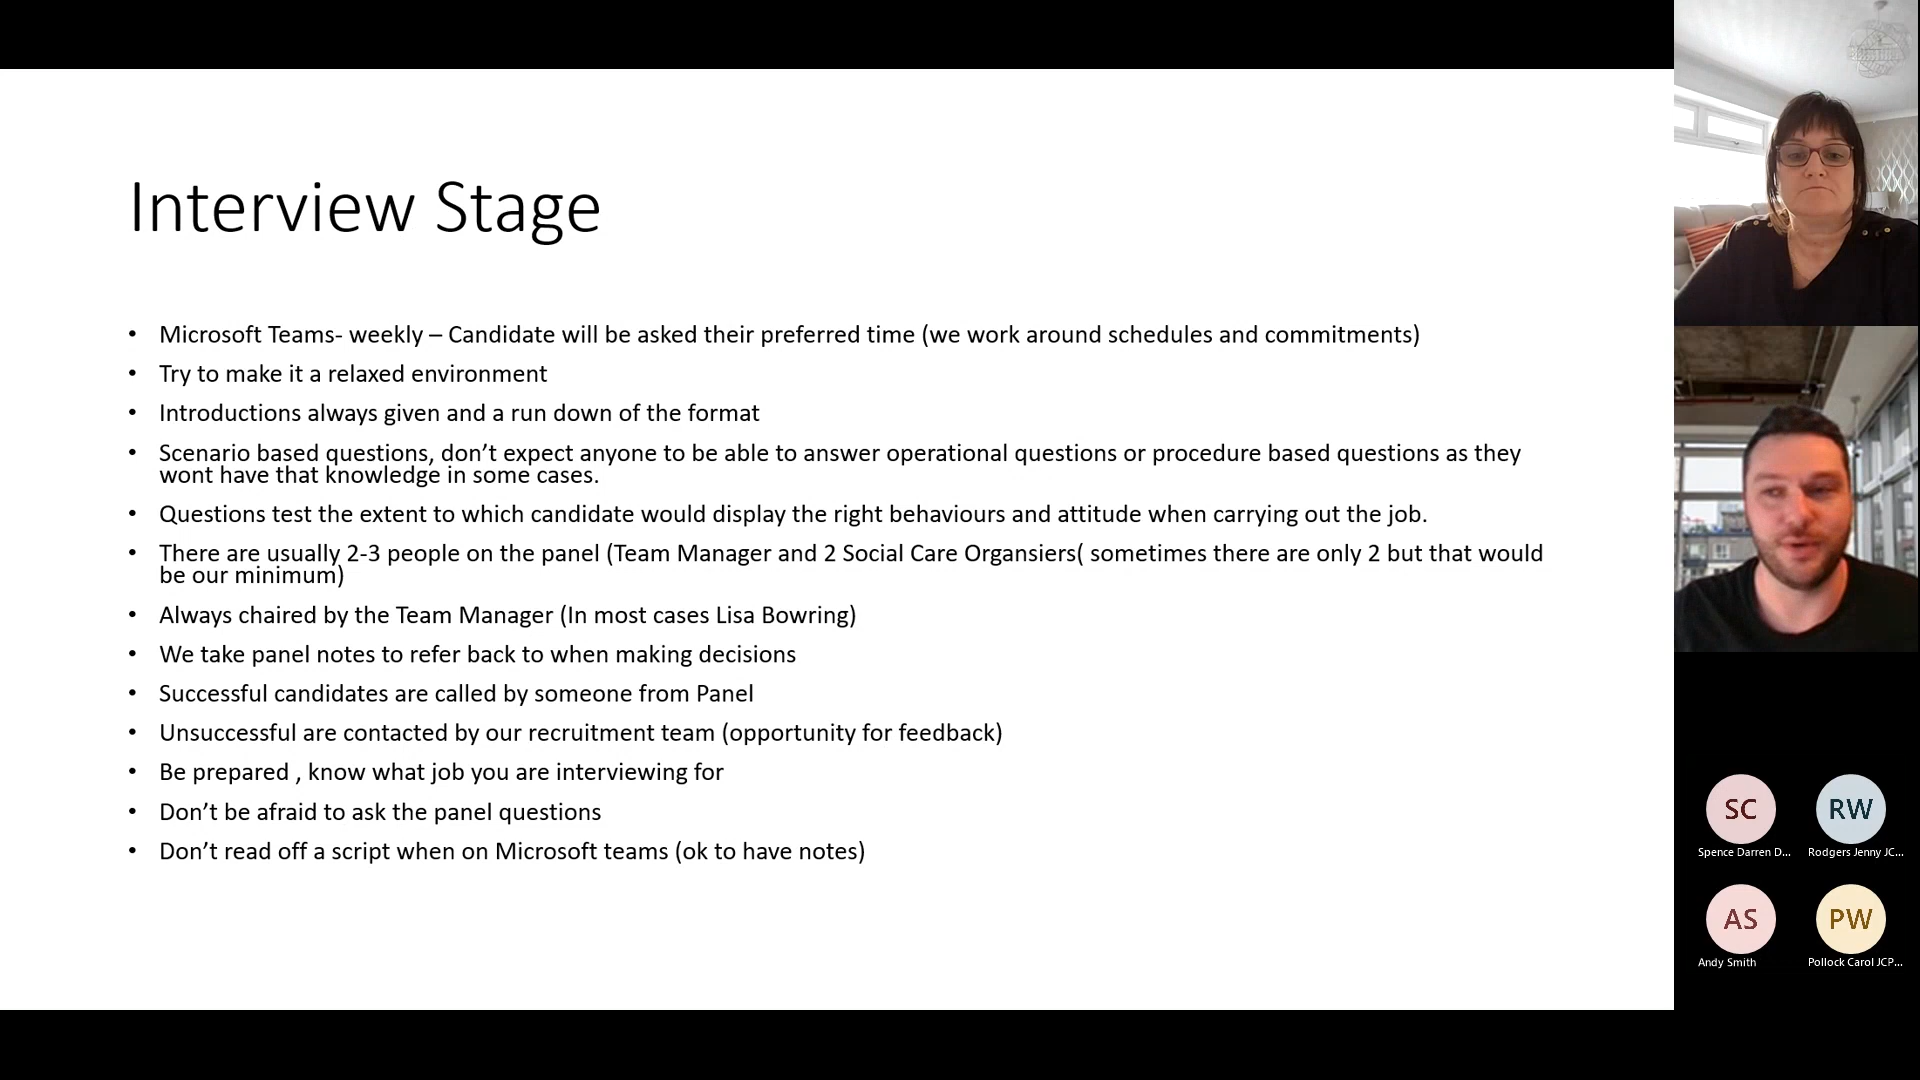 Interview Stage
• Microsoft Teams- weekly – Candidate will be asked their preferred time (we work around schedules and commitments)
• Try to make it a relaxed environment
• Introductions always given and a run down of the format
• Scenario based questions, don’t expect anyone to be able to answer operational questions or procedure based questions as they
wont have that knowledge in some cases.
• Questions test the extent to which candidate would display the right behaviours and attitude when carrying out the job.
• There are usually 2-3 people on the panel (Team Manager and 2 Social Care Organsiers( sometimes there are only 2 but that would
be our minimum)
• Always chaired by the Team Manager (In most cases Lisa Bowring)
• We take panel notes to refer back to when making decisions
• Successful candidates are called by someone from Panel
• Unsuccessful are contacted by our recruitment team (opportunity for feedback)
• Be prepared , know what job you are interviewing for
• Don’t be afraid to ask the panel questions
• Don’t read off a script when on Microsoft teams (ok to have notes)
SC RW
Spence Darren D... Rodgers Jenny JC...
AS PW
Andy Smith Pollock Carol JCP...